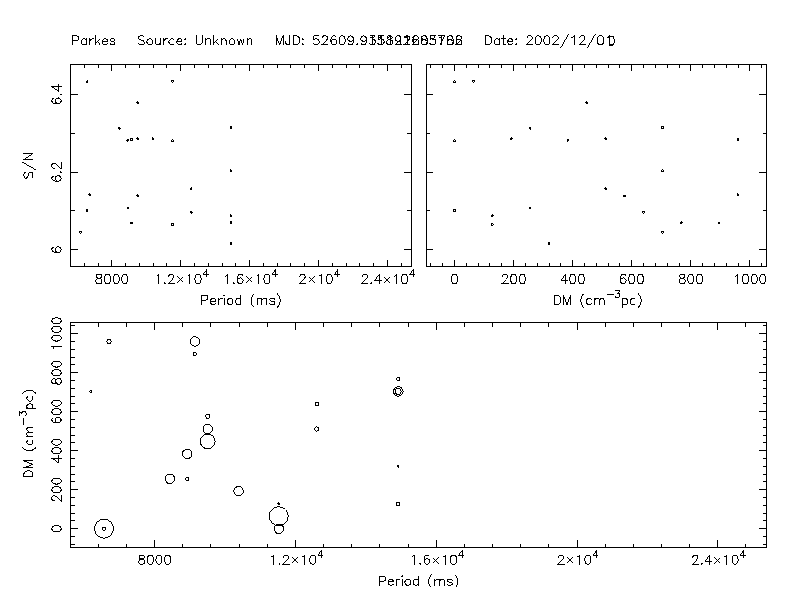 Parkes Source: Unknown MJD: Date: 2002/12/01
S/N
6.4
6.2
6
8000 1.2×10⁴ 1.6×10⁴ 2×10⁴ 2.4×10⁴
Period (ms)
0 200 400 600 800 1000
DM (cm⁻³pc)
DM (cm⁻³pc)
1000
800
600
400
200
0
8000 1.2×10⁴ 1.6×10⁴ 2×10⁴ 2.4×10⁴
Period (ms)